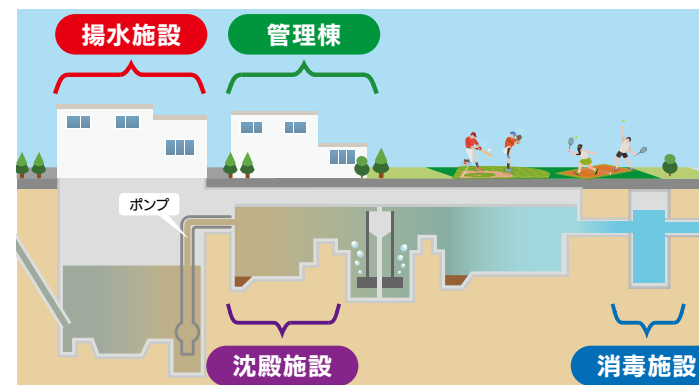 揚水施設
管理棟
ポンプ
沈殿施設
消毒施設